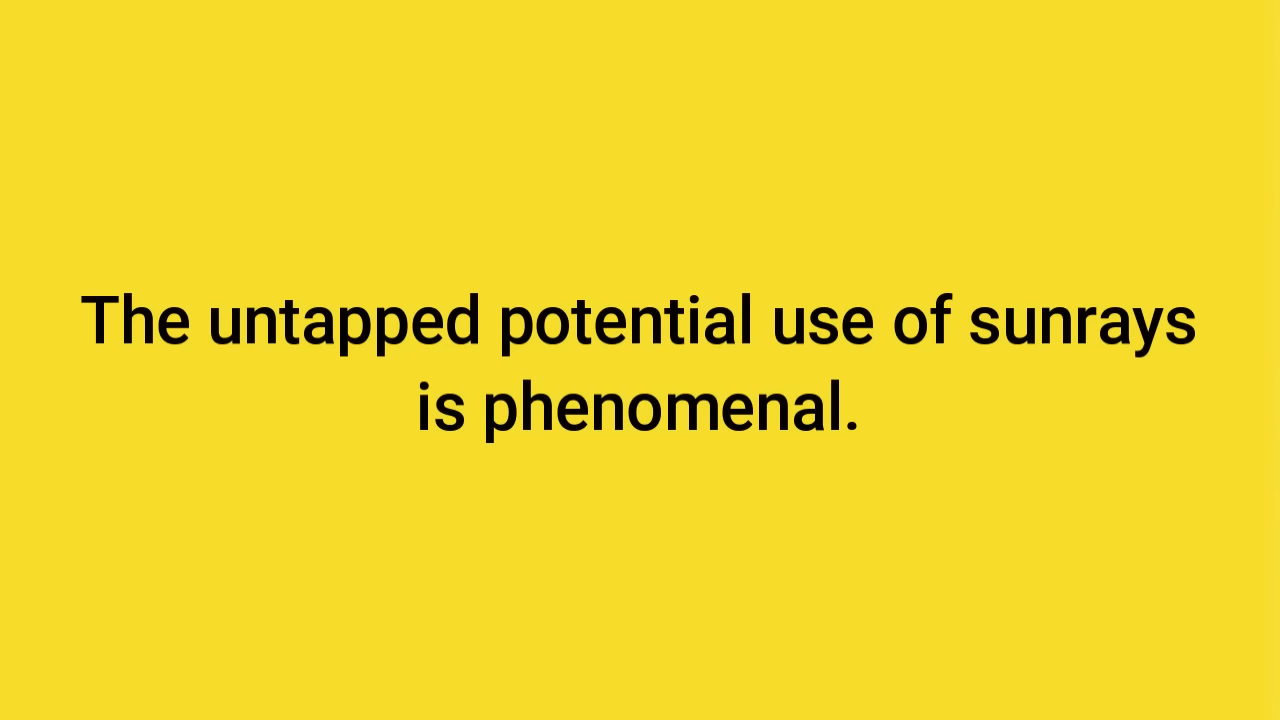 The untapped potential use of sunrays
is phenomenal.